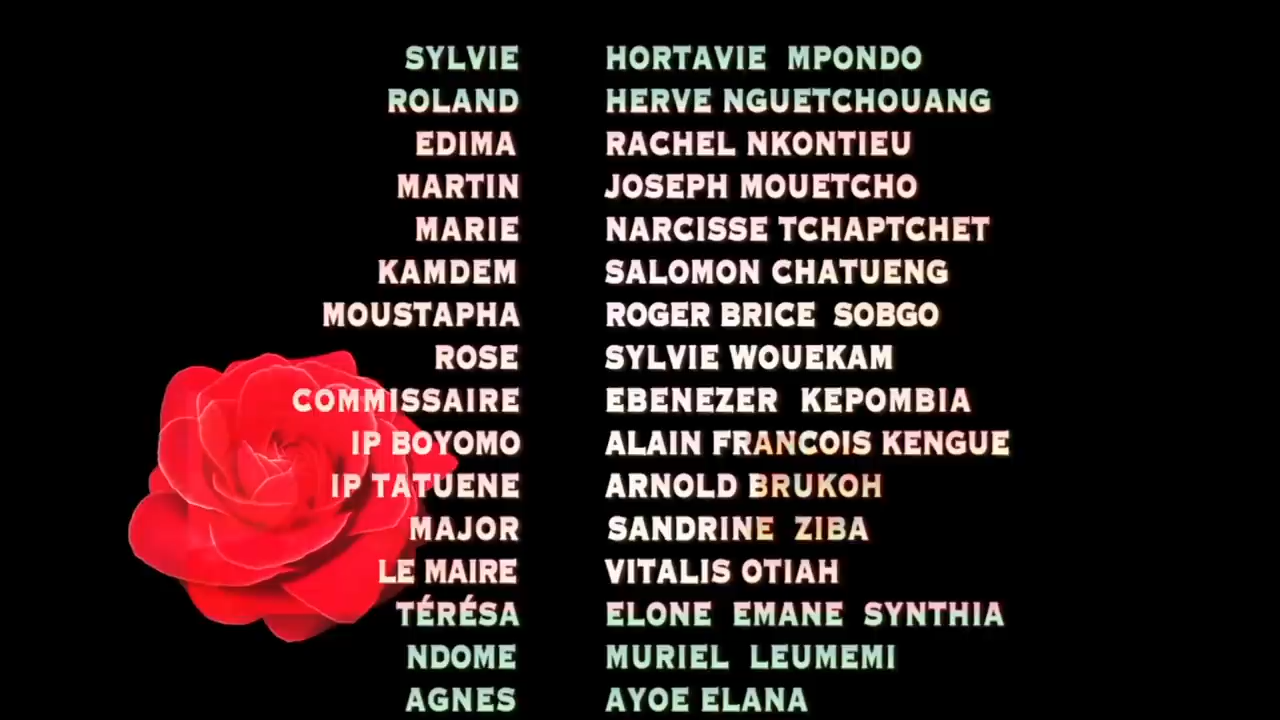 SYLVIE HORTAVIE MPONDO
ROLAND HERVE NGUETCHOUANG
EDIMA RACHEL NKONTIEU
MARTIN JOSEPH MOUETCHO
MARIE NARCISSE TCHAPTCHET
KAMDEM SALOMON CHATUENG
MOUSTAPHA ROGER BRICE SOBGO
ROSE SYLVIE WOUEKAM
COMMISSAIRE EBENEZER KEPOMBIA
IP BOYOMO ALAIN FRANCOIS KENGUE
IP TATUENE ARNOLD BRUKOH
MAJOR SANDRINE ZIBA
LE MAIRE VITALIS OTIAH
TÉRÉSA ELONE EMANE SYNTHIA
NDOME MURIEL LEUMEMI
AGNES AYOE ELANA